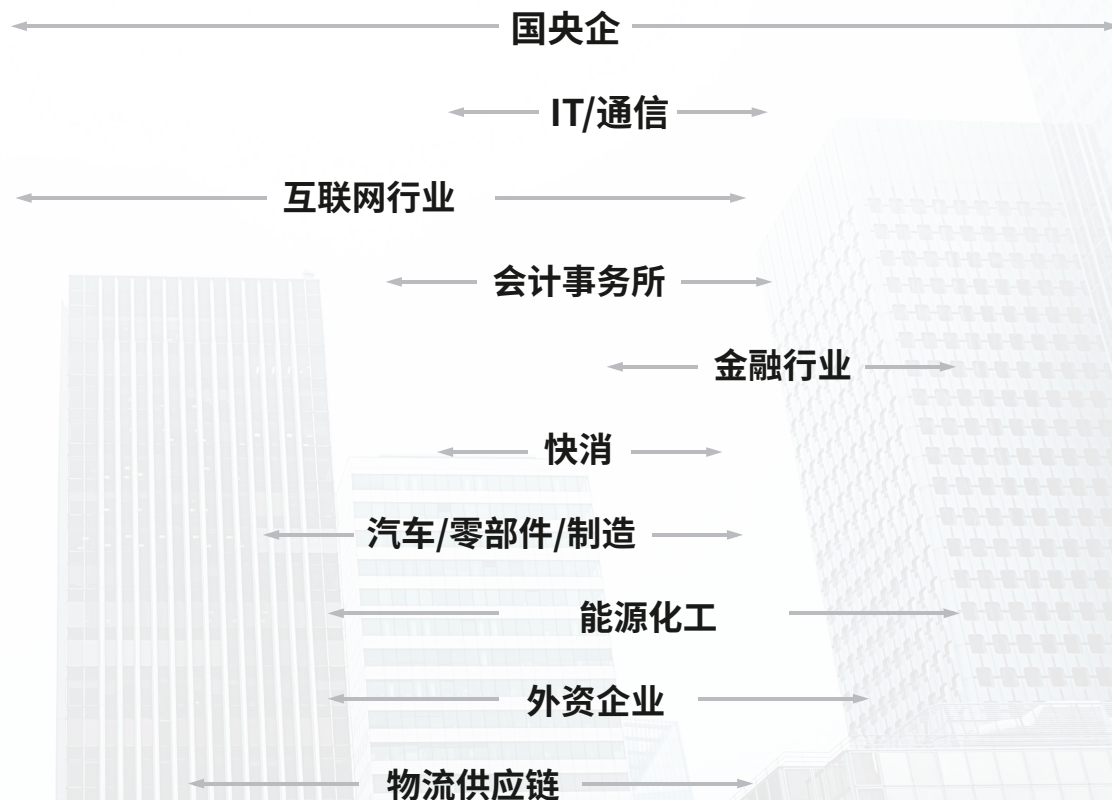 国央企
IT/通信
互联网行业
会计事务所
金融行业
快消
汽车/零部件/制造
能源化工
外资企业
物流供应链